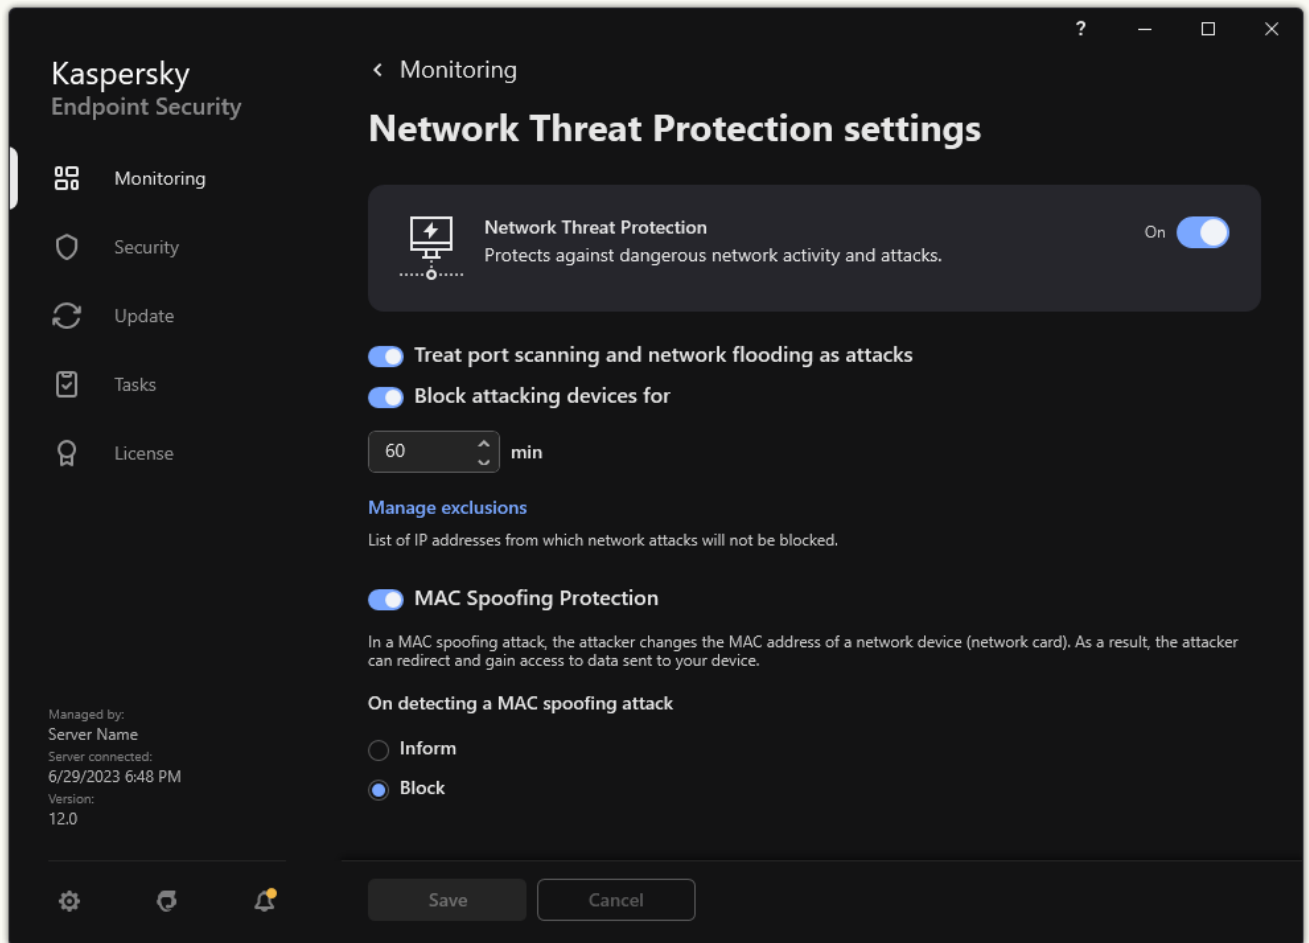 ?
Kaspersky
Endpoint Security
Monitoring
Security
Update
Tasks
License
Managed by:
Server Name
Server connected:
6/29/2023 6:48 PM
Version:
12.0
Monitoring
Network Threat Protection settings
Network Threat Protection
Protects against dangerous network activity and attacks.
On
Treat port scanning and network flooding as attacks
Block attacking devices for
60 min
Manage exclusions
List of IP addresses from which network attacks will not be blocked.
MAC Spoofing Protection
In a MAC spoofing attack, the attacker changes the MAC address of a network device (network card). As a result, the attacker
can redirect and gain access to data sent to your device.
On detecting a MAC spoofing attack
Inform
Block
Save
Cancel